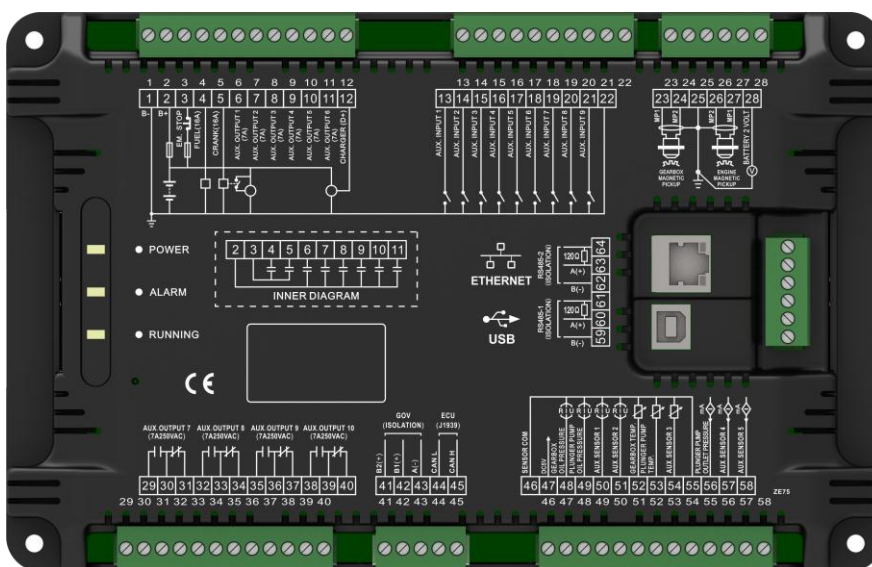 1 2 3 4 5 6 7 8 9 10 11 12
1 2 3 4 5 6 7 8 9 10 11 12
B-
B+
EM. STOP
FUEL(16A)
CRANK(16A)
AUX. OUTPUT 1 (7A)
AUX. OUTPUT 2 (7A)
AUX. OUTPUT 3 (7A)
AUX. OUTPUT 4 (7A)
AUX. OUTPUT 5 (7A)
AUX. OUTPUT 6 (7A)
CHARGER (D+)
13 14 15 16 17 18 19 20 21 22
13 14 15 16 17 18 19 20 21 22
AUX. INPUT 1
AUX. INPUT 2
AUX. INPUT 3
AUX. INPUT 4
AUX. INPUT 5
AUX. INPUT 6
AUX. INPUT 7
AUX. INPUT 8
AUX. INPUT 9
23 24 25 26 27 28
23 24 25 26 27 28
MP1
MP2
MP2
MP1
BATTERY 2 VOLT
V
GEARBOX
MAGNETIC
PICKUP
ENGINE
MAGNETIC
PICKUP
POWER
ALARM
RUNNING
2 3 4 5 6 7 8 9 10 11
INNER DIAGRAM
ETHERNET
USB
RS485-2
(ISOLATION)
120Ω
A(+)
B(-)
64
63
62
RS485-1
(ISOLATION)
120Ω
A(+)
B(-)
61
60
59
CE
AUX.OUTPUT 7
(7A250VAC)
AUX.OUTPUT 8
(7A250VAC)
AUX.OUTPUT 9
(7A250VAC)
AUX.OUTPUT 10
(7A250VAC)
29 30 31 32 33 34 35 36 37 38 39 40
29 30 31 32 33 34 35 36 37 38 39 40
GOV
(ISOLATION)
ECU
(J1939)
B2(+)
B1(+)
A(-)
CAN L
CAN H
41 42 43 44 45
41 42 43 44 45
SENSOR COM
DC5V
GEARBOX
OIL PRESSURE
PLUNGER PUMP
OIL PRESSURE
AUX.SENSOR 1
AUX.SENSOR 2
GEARBOX TEMP.
PLUNGER PUMP
TEMP.
AUX.SENSOR 3
PLUNGER PUMP
OUTLET PRESSURE
AUX.SENSOR 4
AUX.SENSOR 5
R I U
R I U
R I U
R I U
mA
mA
mA
46 47 48 49 50 51 52 53 54 55 56 57 58
46 47 48 49 50 51 52 53 54 55 56 57 58
ZE75